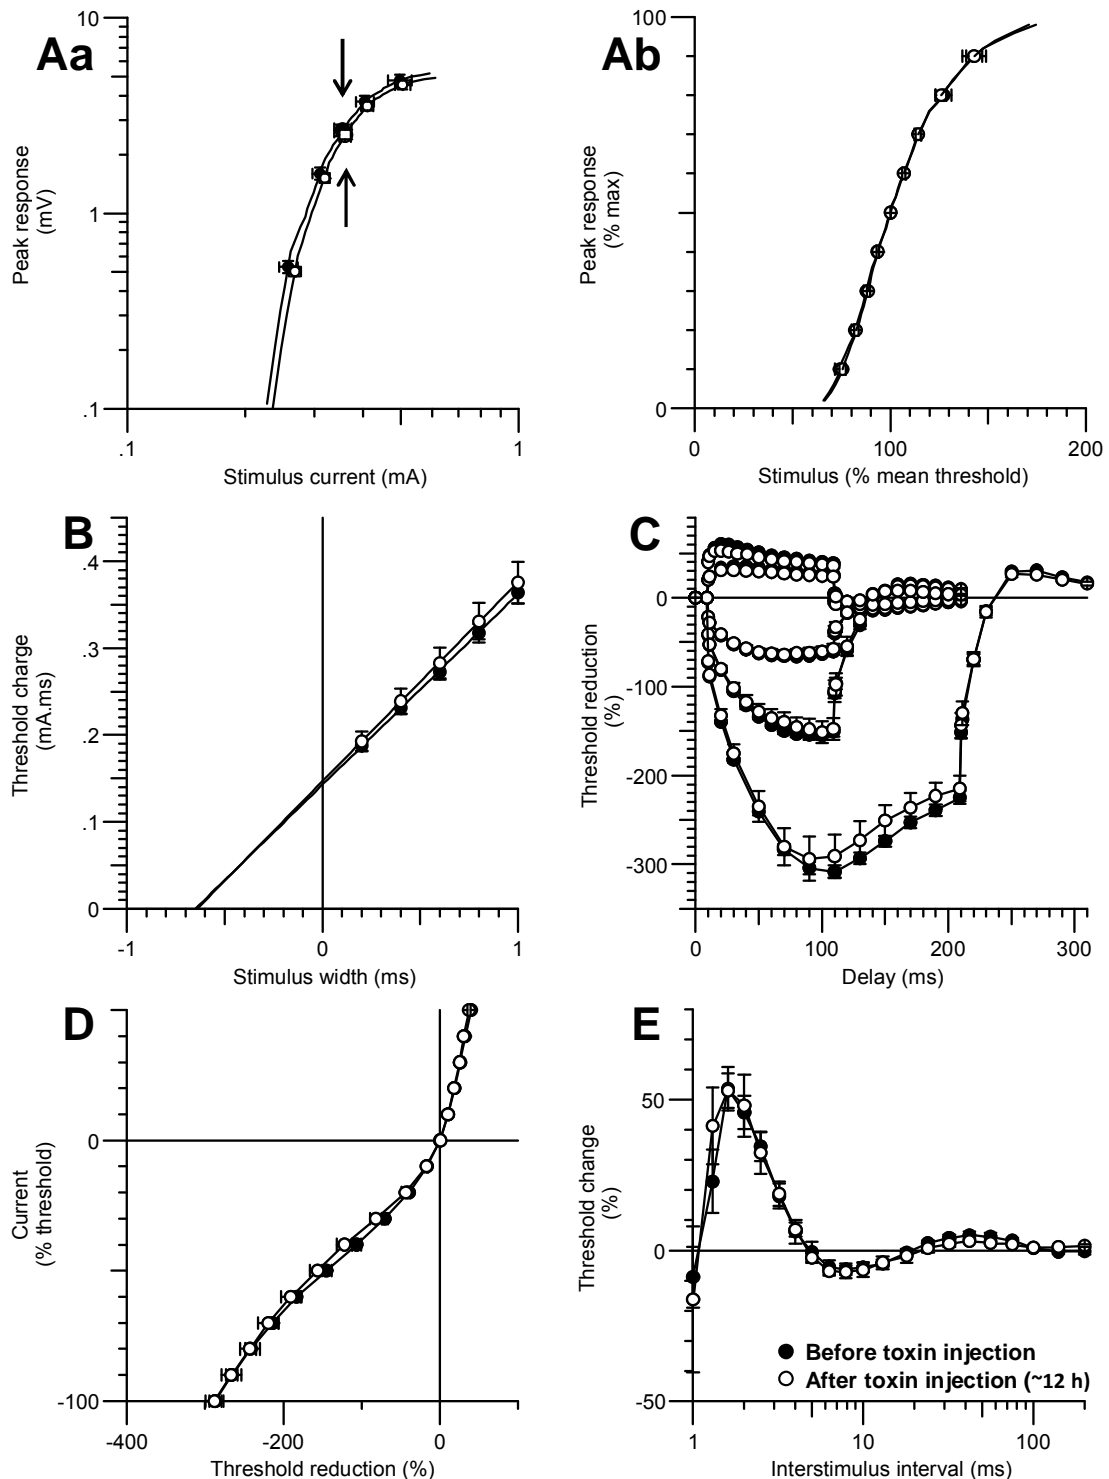 Aa
10
1
.1
Peak response
(mV)
.1
1
Stimulus current (mA)
Ab
100
0
Peak response
(% max)
0
100
200
Stimulus (% mean threshold)
B
.4
.3
.2
.1
0
Threshold charge
(mA.ms)
-1
0
1
Stimulus width (ms)
C
0
-100
-200
-300
Threshold reduction
(%)
0
100
200
300
Delay (ms)
D
0
-100
Current
(% threshold)
-400
-200
0
Threshold reduction (%)
E
50
0
-50
Threshold change
(%)
Before toxin injection
After toxin injection (~12 h)
1
10
100
Interstimulus interval (ms)